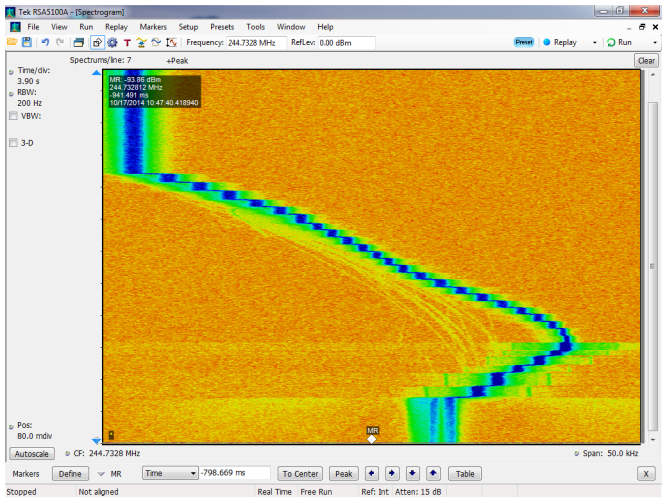 Tek RSA5100A - [Spectrogram]
File View Run Replay Markers Setup Presets Tools Window Help
T Frequency: 244.7328 MHz RefLev: 0.00 dBm Preset Replay Run
Spectrums/line: 7 +Peak Clear
Time/div:
3.90 s
RBW:
200 Hz
VBW:
3-D
MR: -93.86 dBm
244.732812 MHz
-941.491 ms
10/17/2014 10:47:40.418940
MR
Pos:
80.0 mdiv
Autoscale CF: 244.7328 MHz Span: 50.0 kHz
Markers Define MR Time -798.669 ms To Center Peak Table X
Stopped Not aligned Real Time Free Run Ref: Int Atten: 15 dB